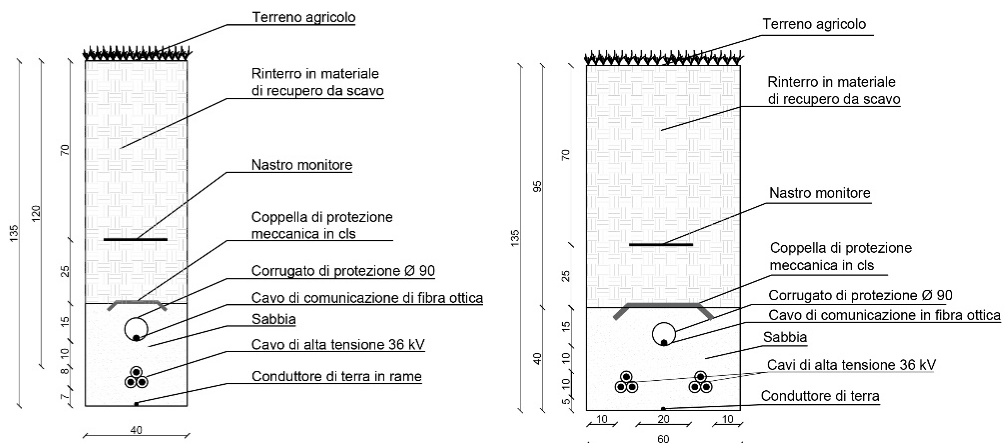 Terreno agricolo
Rinterro in materiale
di recupero da scavo
Nastro monitore
Coppella di protezione
meccanica in cls
Corrugato di protezione Ø 90
Cavo di comunicazione di fibra ottica
Sabbia
Cavo di alta tensione 36 kV
Conduttore di terra in rame
135
120
70
25
15
10
8
7
40
Terreno agricolo
Rinterro in materiale
di recupero da scavo
Nastro monitore
Coppella di protezione
meccanica in cls
Corrugato di protezione Ø 90
Cavo di comunicazione in fibra ottica
Sabbia
Cavi di alta tensione 36 kV
Conduttore di terra
135
95
40
70
25
15
10
10
5
10
20
10
60